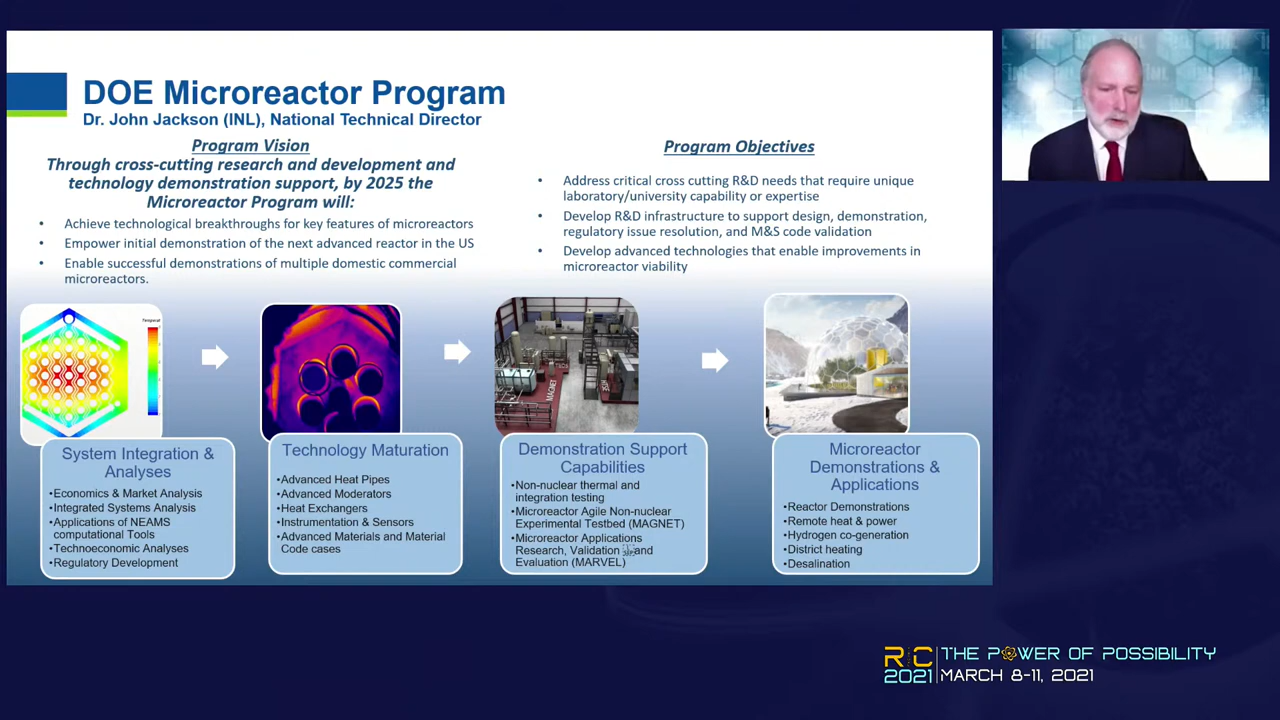 DOE Microreactor Program
Dr. John Jackson (INL), National Technical Director
Program Vision
Through cross-cutting research and development and
technology demonstration support, by 2025 the
Microreactor Program will:
• Achieve technological breakthroughs for key features of microreactors
• Empower initial demonstration of the next advanced reactor in the US
• Enable successful demonstrations of multiple domestic commercial
microreactors.
Program Objectives
• Address critical cross cutting R&D needs that require unique
laboratory/university capability or expertise
• Develop R&D infrastructure to support design, demonstration,
regulatory issue resolution, and M&S code validation
• Develop advanced technologies that enable improvements in
microreactor viability
MAGNET
System Integration &
Analyses
•Economics & Market Analysis
•Integrated Systems Analysis
•Applications of NEAMS
computational Tools
•Technoeconomic Analyses
•Regulatory Development
Technology Maturation
•Advanced Heat Pipes
•Advanced Moderators
•Heat Exchangers
•Instrumentation & Sensors
•Advanced Materials and Material
Code cases
Demonstration Support
Capabilities
•Non-nuclear thermal and
integration testing
•Microreactor Agile Non-nuclear
Experimental Testbed (MAGNET)
•Microreactor Applications
Research, Validation and
Evaluation (MARVEL)
Microreactor
Demonstrations &
Applications
•Reactor Demonstrations
•Remote heat & power
•Hydrogen co-generation
•District heating
•Desalination
RIC
2021
THE POWER OF POSSIBILITY
MARCH 8-11, 2021